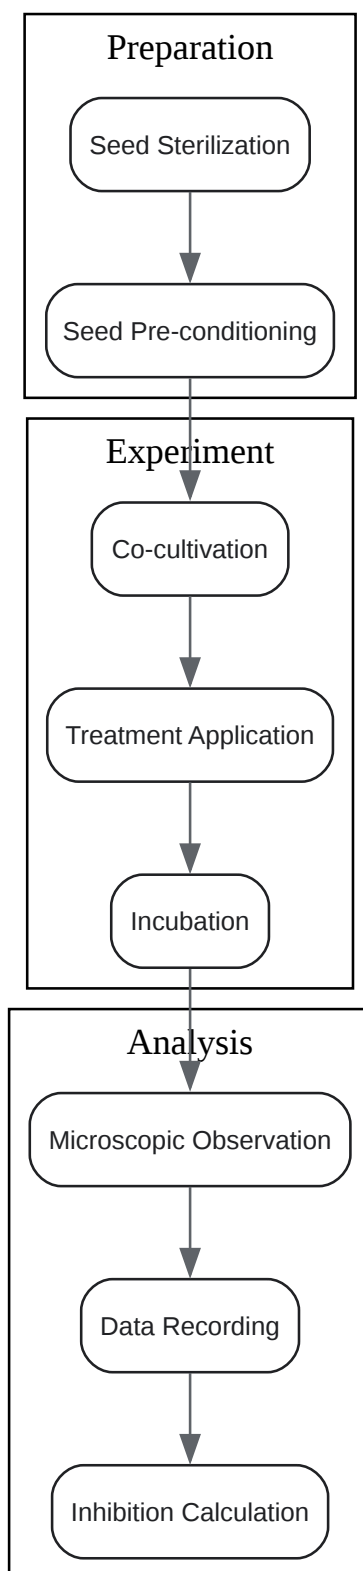 Preparation
Seed Sterilization
Seed Pre-conditioning
Experiment
Co-cultivation
Treatment Application
Incubation
Analysis
Microscopic Observation
Data Recording
Inhibition Calculation